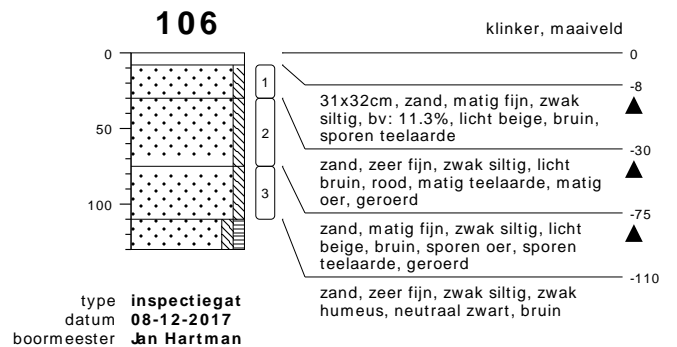 106
klinker, maaiveld
0
0
-8
1
31x32cm, zand, matig fijn, zwak
siltig, bv: 11.3%, licht beige, bruin,
sporen teelaarde
50
2
-30
zand, zeer fijn, zwak siltig, licht
bruin, rood, matig teelaarde, matig
oer, geroerd
3
100
-75
zand, matig fijn, zwak siltig, licht
beige, bruin, sporen oer, sporen
teelaarde, geroerd
-110
zand, zeer fijn, zwak siltig, zwak
humeus, neutraal zwart, bruin
type inspectiegat
datum 08-12-2017
boormeester Jan Hartman